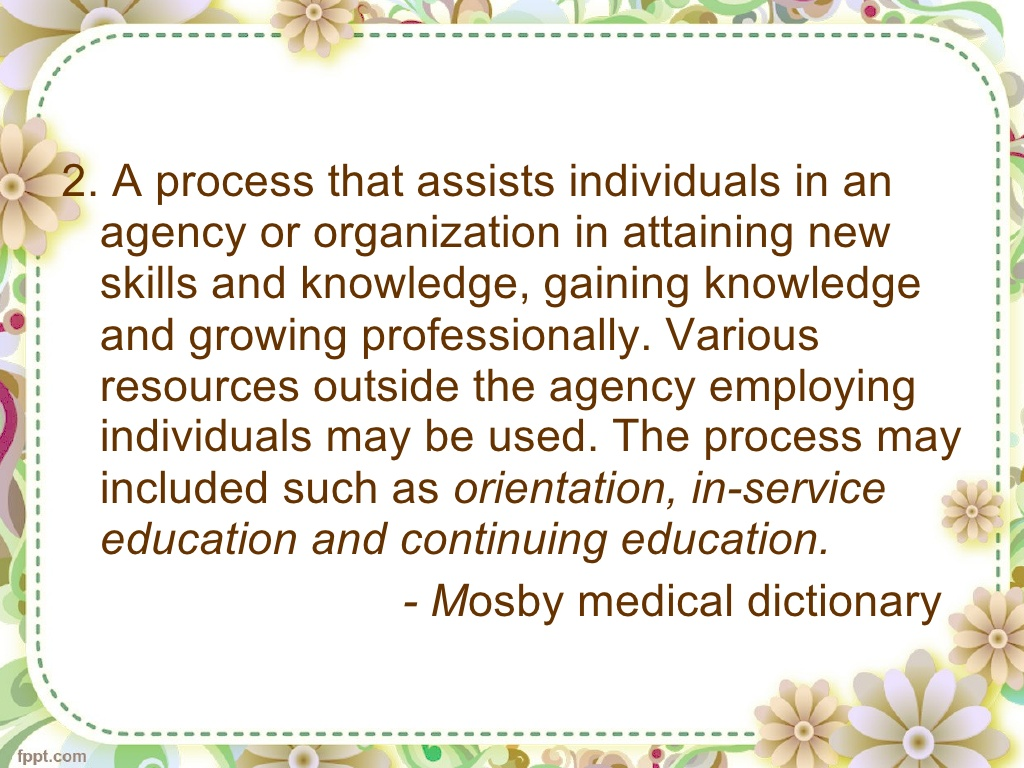 2. A process that assists individuals in an
agency or organization in attaining new
skills and knowledge, gaining knowledge
and growing professionally. Various
resources outside the agency employing
individuals may be used. The process may
included such as orientation, in-service
education and continuing education.
- Mosby medical dictionary
fppt.com